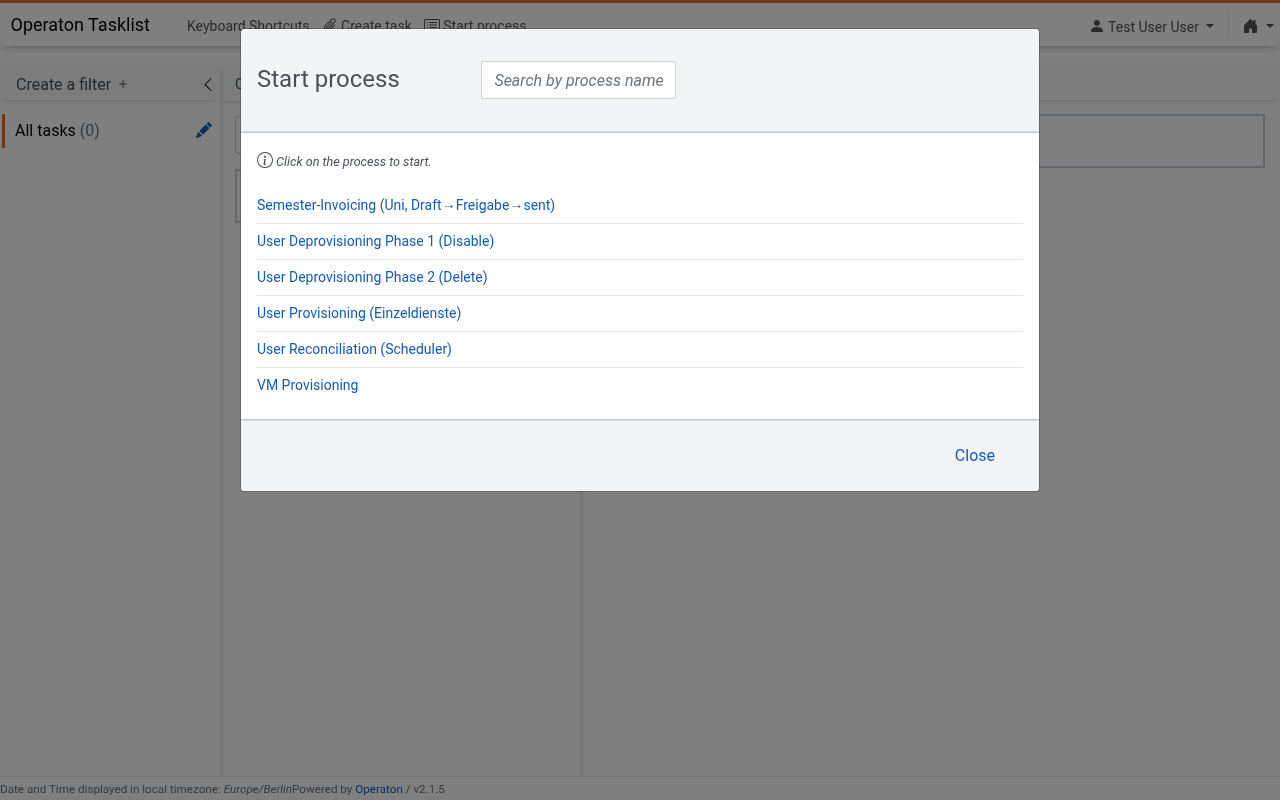 Operaton Tasklist
Keyboard Shortcuts Create task Start process
Test User User
Create a filter +
All tasks (0)
Start process
Search by process name
Click on the process to start.
Semester-Invoicing (Uni, Draft→Freigabe→sent)
User Deprovisioning Phase 1 (Disable)
User Deprovisioning Phase 2 (Delete)
User Provisioning (Einzeldienste)
User Reconciliation (Scheduler)
VM Provisioning
Close
Date and Time displayed in local timezone: Europe/BerlinPowered by Operaton / v2.1.5